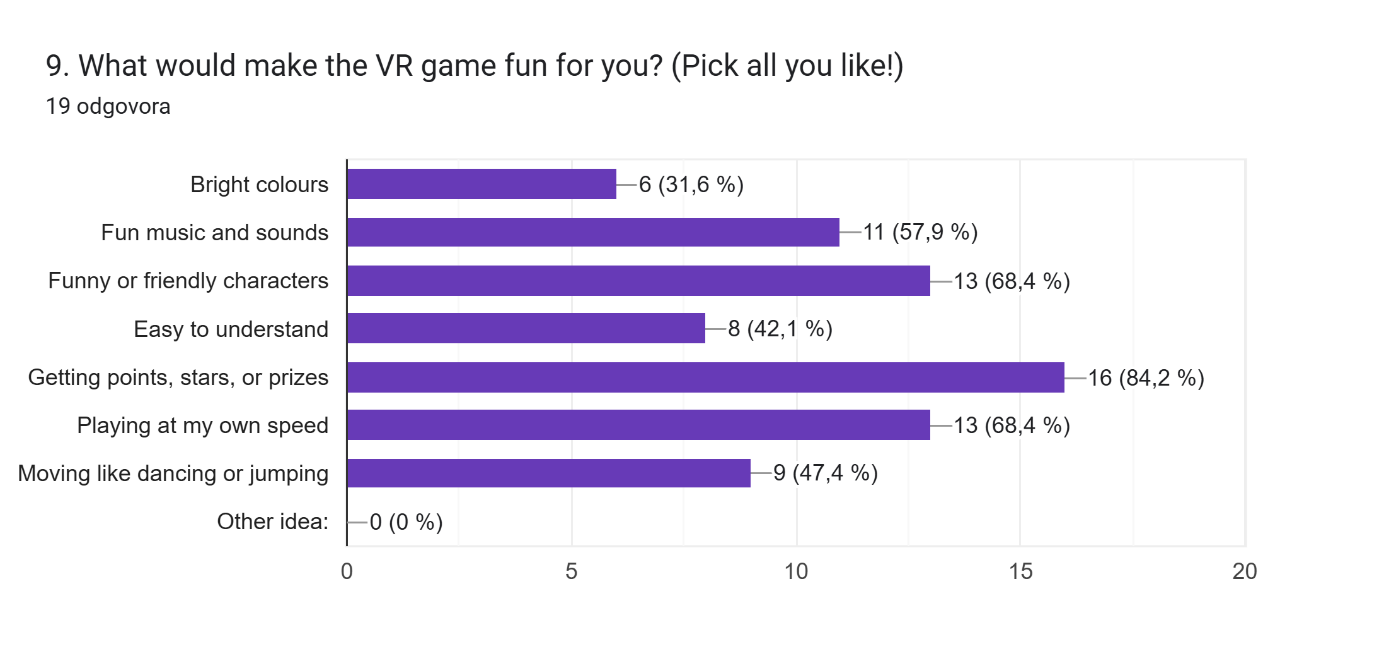 9. What would make the VR game fun for you? (Pick all you like!)
19 odgovora
Bright colours 6 (31,6 %)
Fun music and sounds 11 (57,9 %)
Funny or friendly characters 13 (68,4 %)
Easy to understand 8 (42,1 %)
Getting points, stars, or prizes 16 (84,2 %)
Playing at my own speed 13 (68,4 %)
Moving like dancing or jumping 9 (47,4 %)
Other idea: 0 (0 %)
0 5 10 15 20